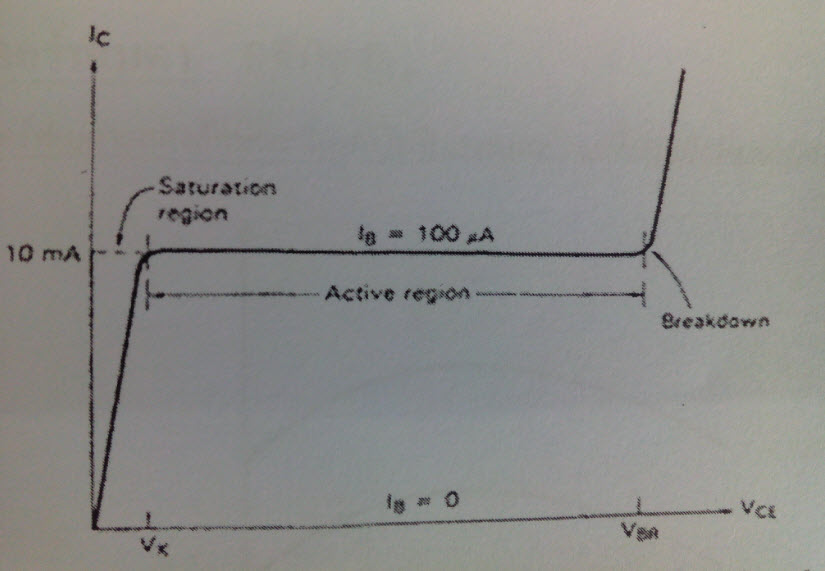 IC
Saturation
region
10 mA
IB = 100 µA
Active region
Breakdown
IB = 0
VCE
VK
VBR